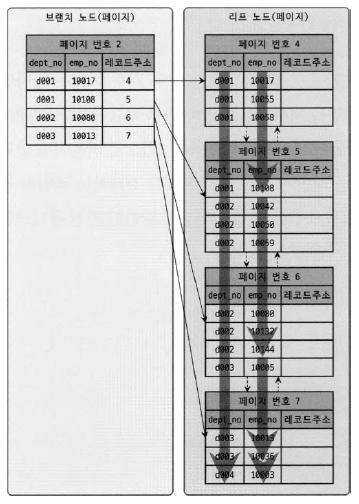 브랜치 노드(페이지)
페이지 번호 2
dept_no emp_no 레코드주소
d001 10017 4
d001 10108 5
d002 10080 6
d003 10013 7
리프 노드(페이지)
페이지 번호 4
dept_no emp_no 레코드주소
d001 10017
d001 10055
d001 10058
페이지 번호 5
dept_no emp_no 레코드주소
d001 10108
d002 10042
d002 10050
d002 10059
페이지 번호 6
dept_no emp_no 레코드주소
d002 10080
d002 10132
d002 10144
d003 10005
페이지 번호 7
dept_no emp_no 레코드주소
d003 10013
d003 10036
d004 10003